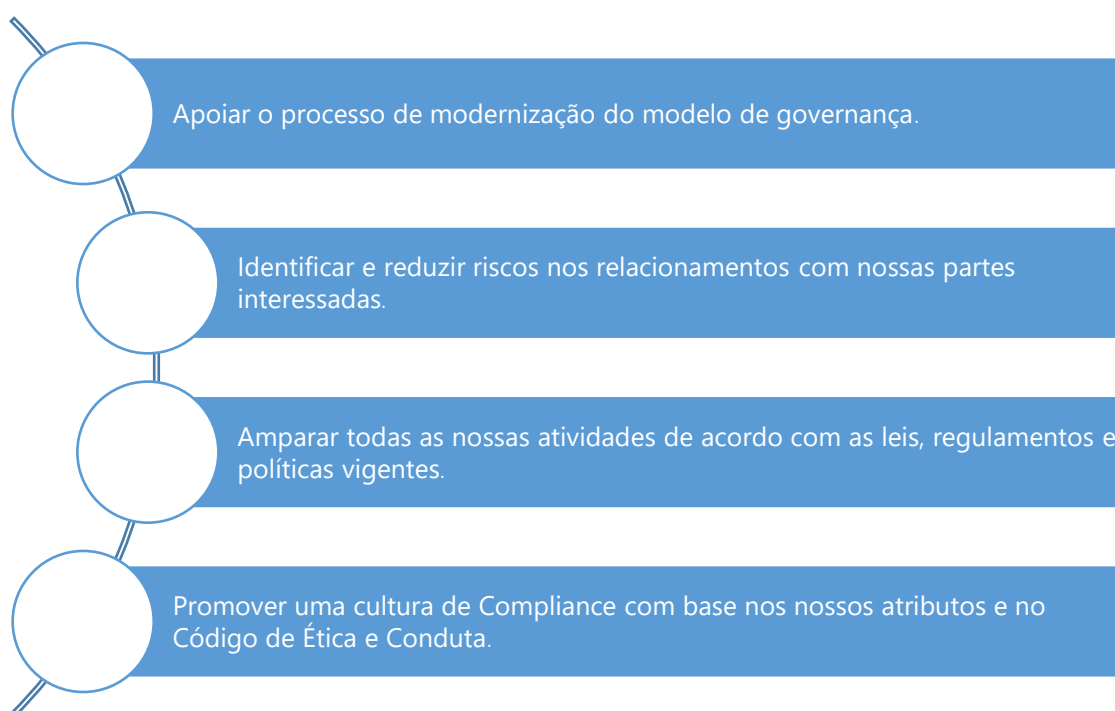 Apoiar o processo de modernização do modelo de governança.
Identificar e reduzir riscos nos relacionamentos com nossas partes
interessadas.
Amparar todas as nossas atividades de acordo com as leis, regulamentos e
políticas vigentes.
Promover uma cultura de Compliance com base nos nossos atributos e no
Código de Ética e Conduta.